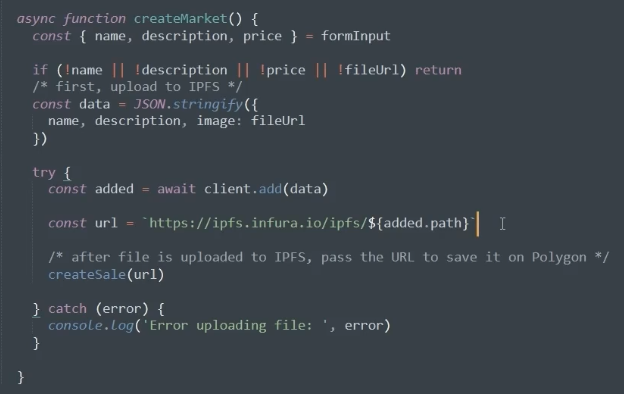 async function createMarket() {
const { name, description, price } = formInput
if (!name || !description || !price || !fileUrl) return
/* first, upload to IPFS */
const data = JSON.stringify({
name, description, image: fileUrl
})
try {
const added = await client.add(data)
const url = `https://ipfs.infura.io/ipfs/${added.path}`
/* after file is uploaded to IPFS, pass the URL to save it on Polygon */
createSale(url)
} catch (error) {
console.log('Error uploading file: ', error)
}
}